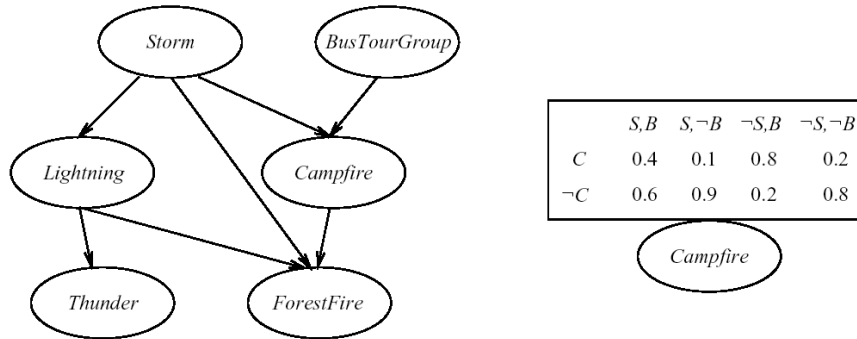 Storm
BusTourGroup
Lightning
Campfire
Thunder
ForestFire
S,B S,¬B ¬S,B ¬S,¬B
C 0.4 0.1 0.8 0.2
¬C 0.6 0.9 0.2 0.8
Campfire